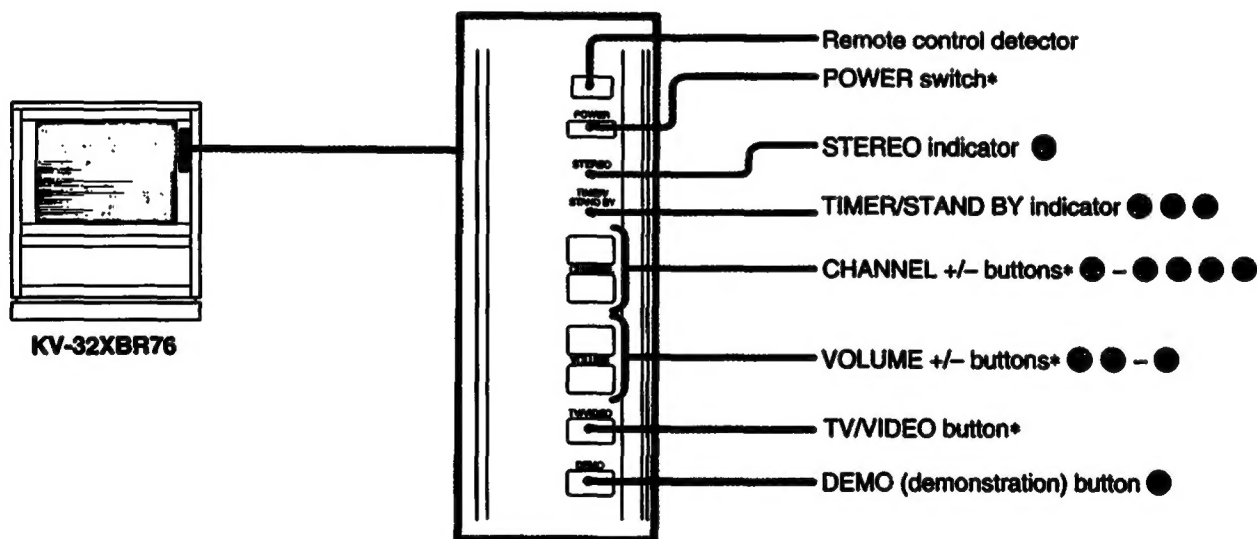 Remote control detector
POWER switch*
POWER
STEREO indicator
STEREO
TIMER/STAND BY indicator
TIMER/
STAND BY
CHANNEL +/– buttons* –
KV-32XBR76
VOLUME +/– buttons* –
VOLUME
TV/VIDEO button*
TV/VIDEO
DEMO (demonstration) button
DEMO